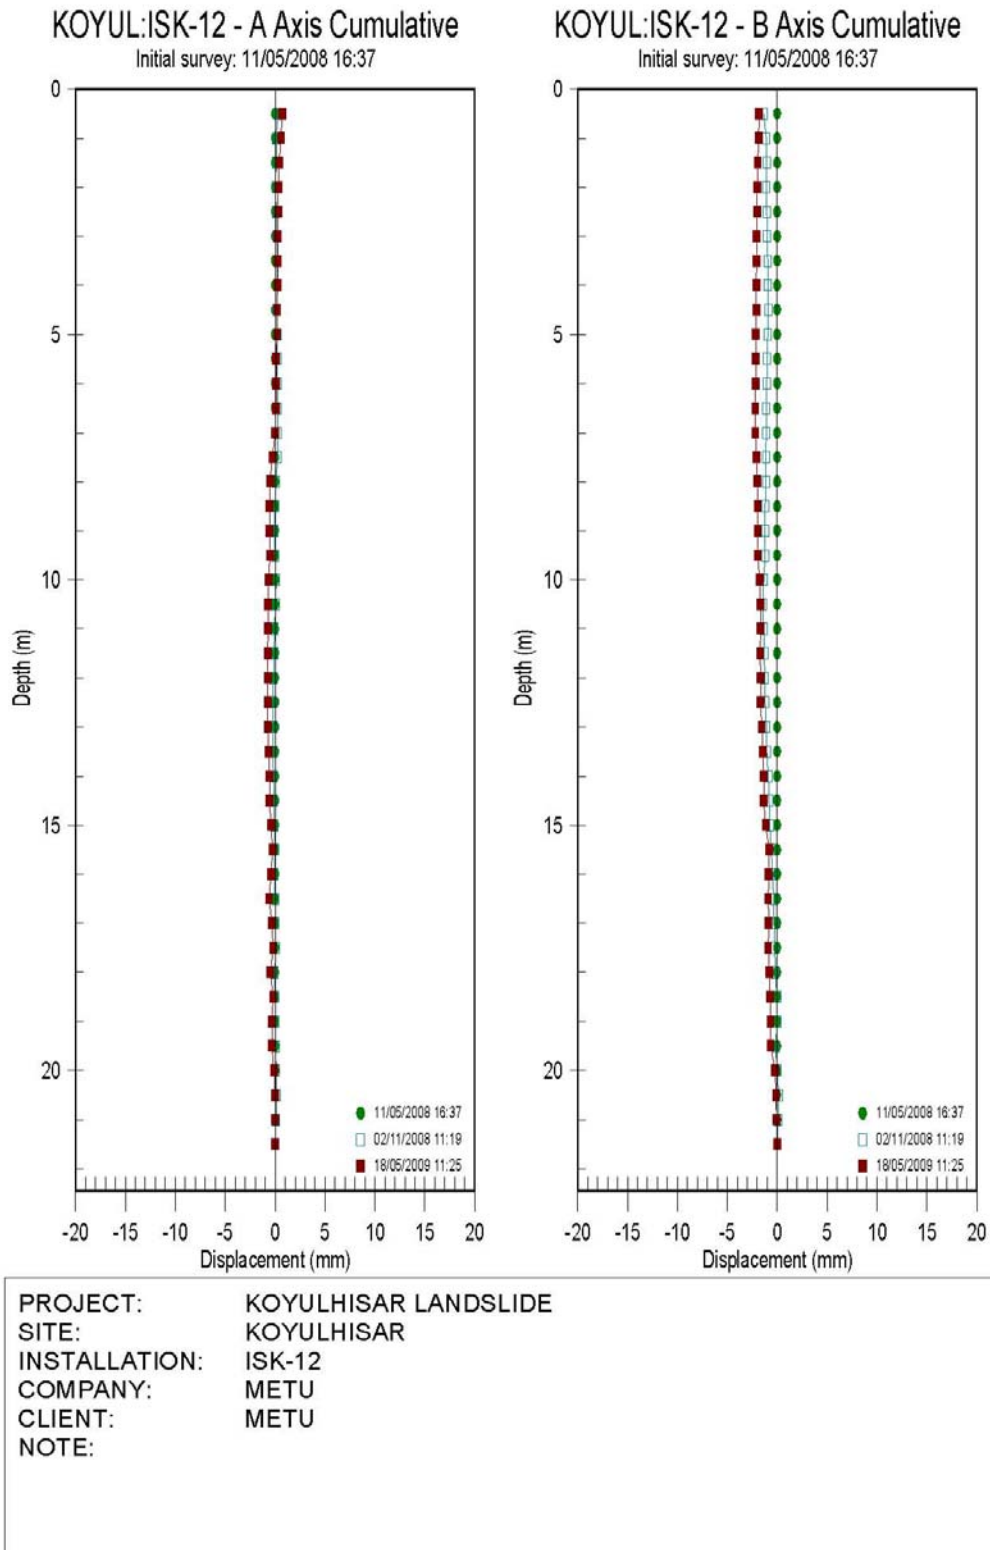 KOYUL:ISK-12 - A Axis Cumulative
Initial survey: 11/05/2008 16:37
0
5
10
15
20
Depth (m)
11/05/2008 16:37
02/11/2008 11:19
18/05/2009 11:25
-20 -15 -10 -5 0 5 10 15 20
Displacement (mm)
KOYUL:ISK-12 - B Axis Cumulative
Initial survey: 11/05/2008 16:37
0
5
10
15
20
Depth (m)
11/05/2008 16:37
02/11/2008 11:19
18/05/2009 11:25
-20 -15 -10 -5 0 5 10 15 20
Displacement (mm)
PROJECT: KOYULHISAR LANDSLIDE
SITE: KOYULHISAR
INSTALLATION: ISK-12
COMPANY: METU
CLIENT: METU
NOTE: